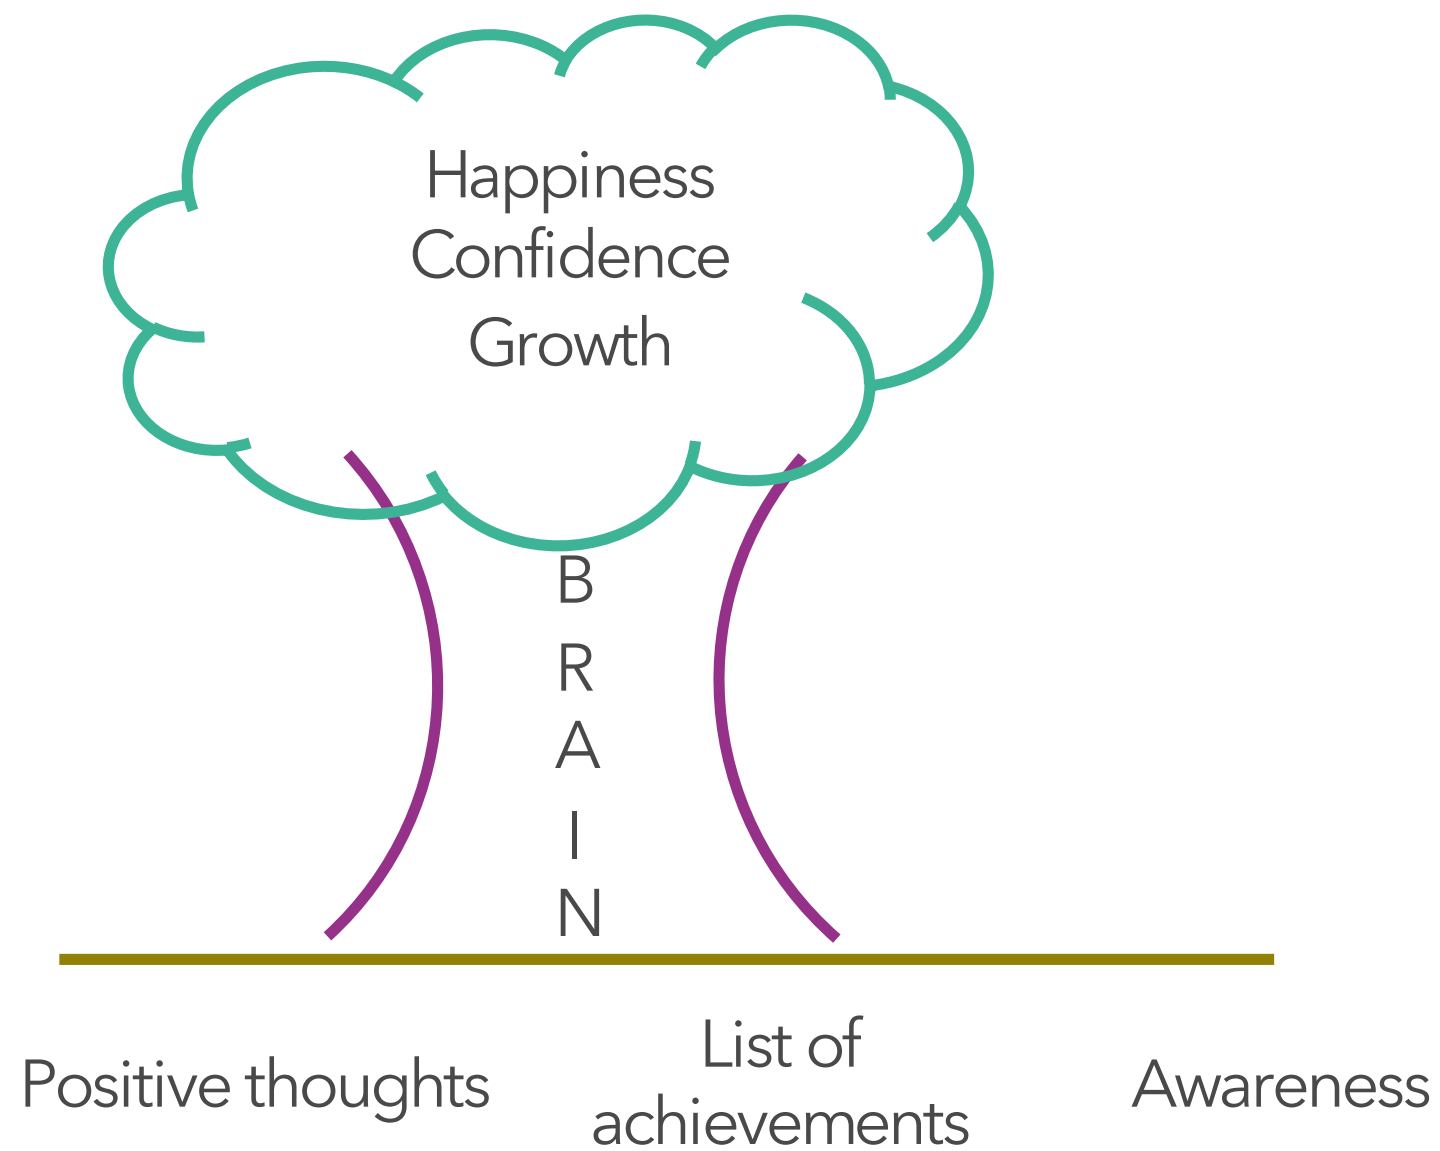 Happiness
Confidence
Growth
B
R
A
I
N
Positive thoughts
List of
achievements
Awareness